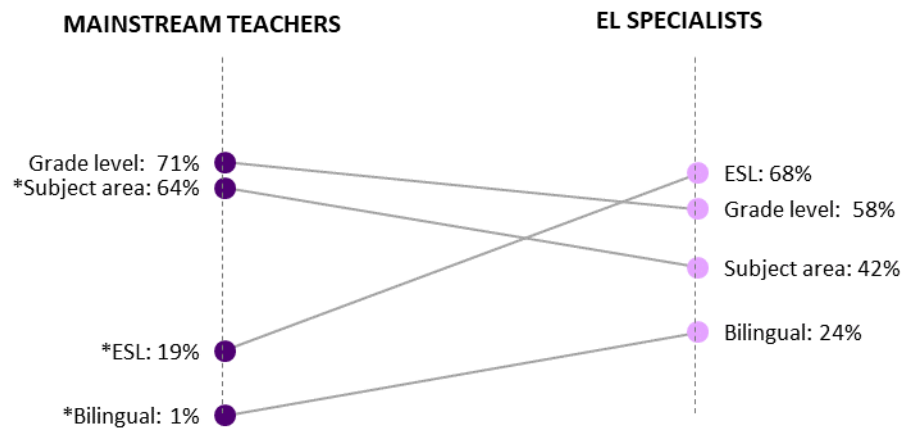 MAINSTREAM TEACHERS
EL SPECIALISTS
Grade level: 71%
*Subject area: 64%
*ESL: 19%
*Bilingual: 1%
ESL: 68%
Grade level: 58%
Subject area: 42%
Bilingual: 24%